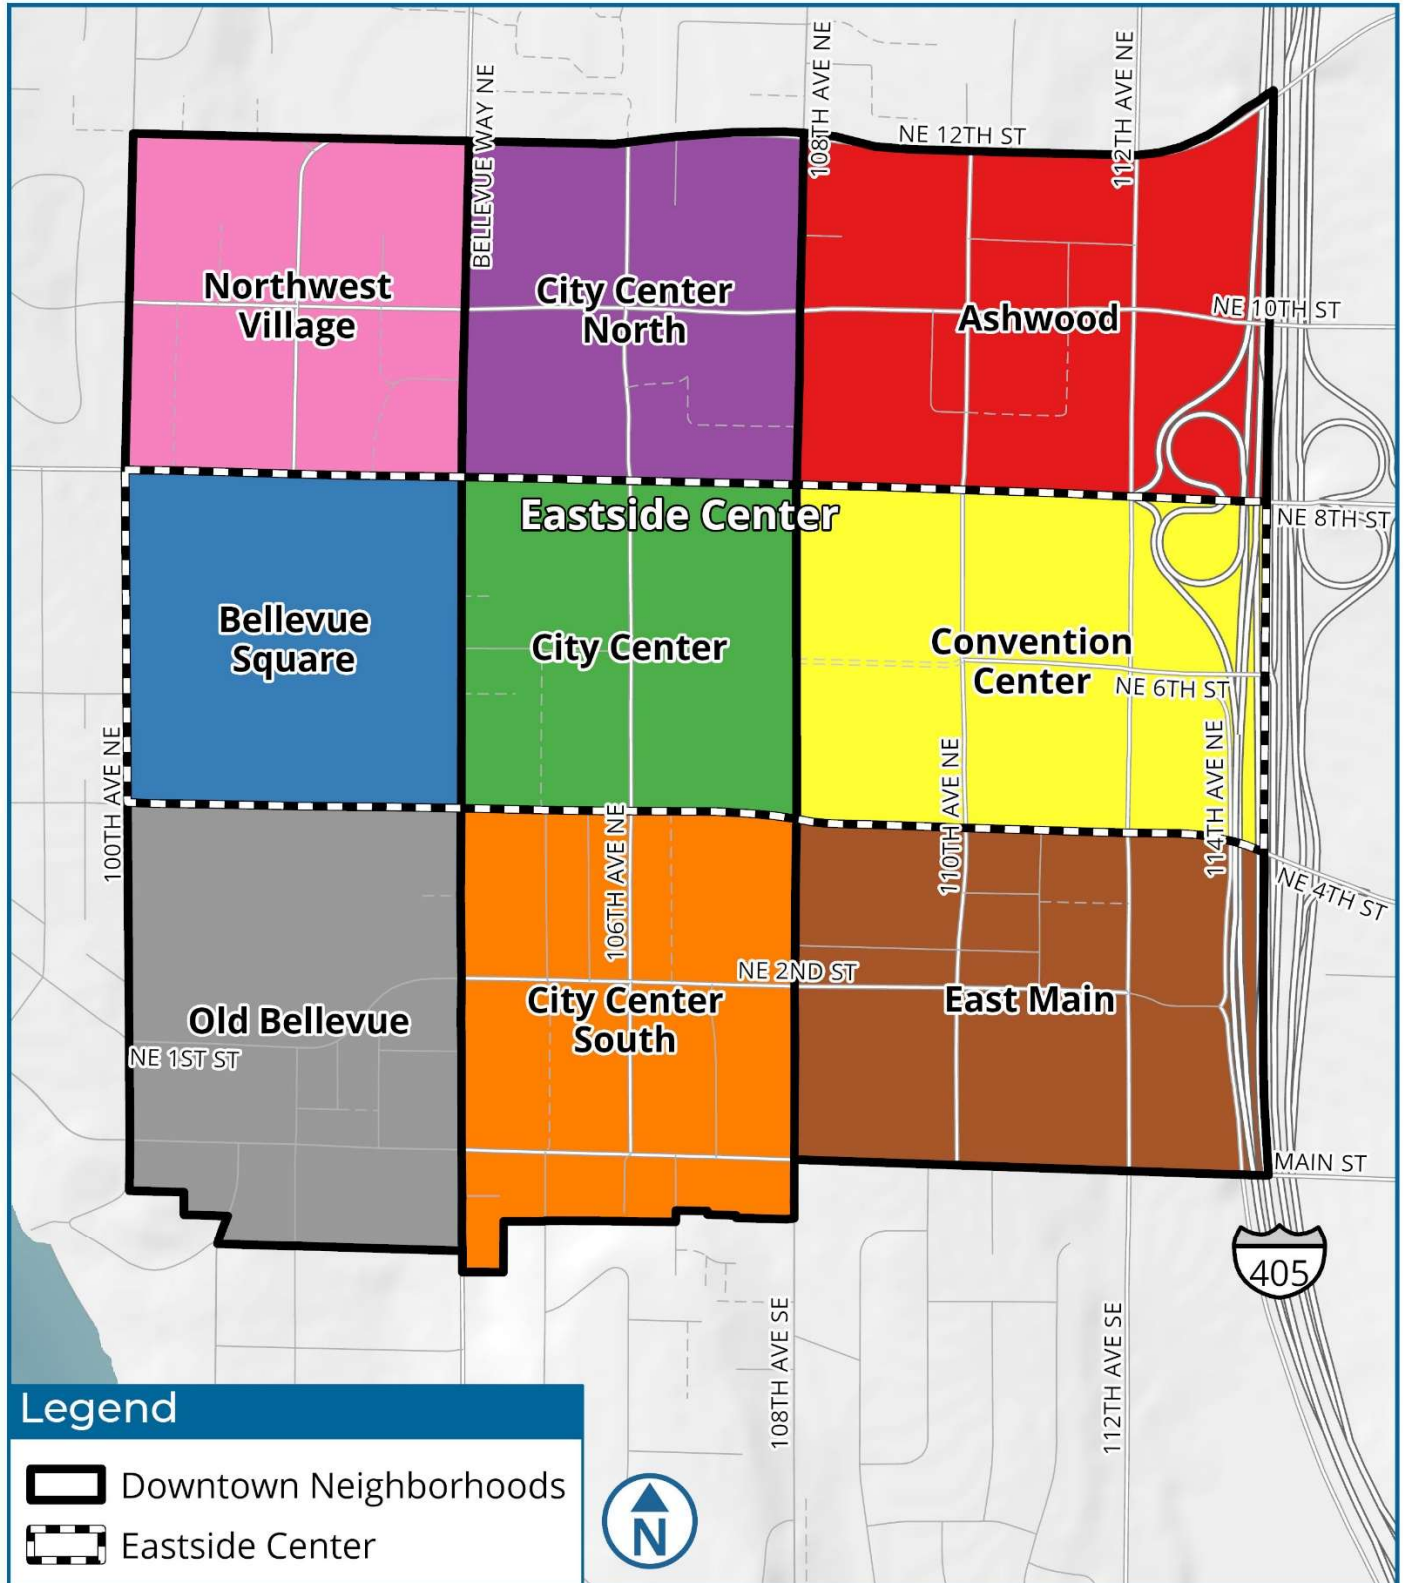 108TH AVE NE
112TH AVE NE
BELLEVUE WAY NE
NE 12TH ST
Northwest
Village
City Center
North
Ashwood
NE 10TH ST
Eastside Center
NE 8TH ST
Bellevue
Square
City Center
Convention
Center
NE 6TH ST
100TH AVE NE
106TH AVE NE
110TH AVE NE
114TH AVE NE
NE 4TH ST
NE 2ND ST
Old Bellevue
City Center
South
East Main
NE 1ST ST
MAIN ST
405
108TH AVE SE
112TH AVE SE
Legend
Downtown Neighborhoods
Eastside Center
N